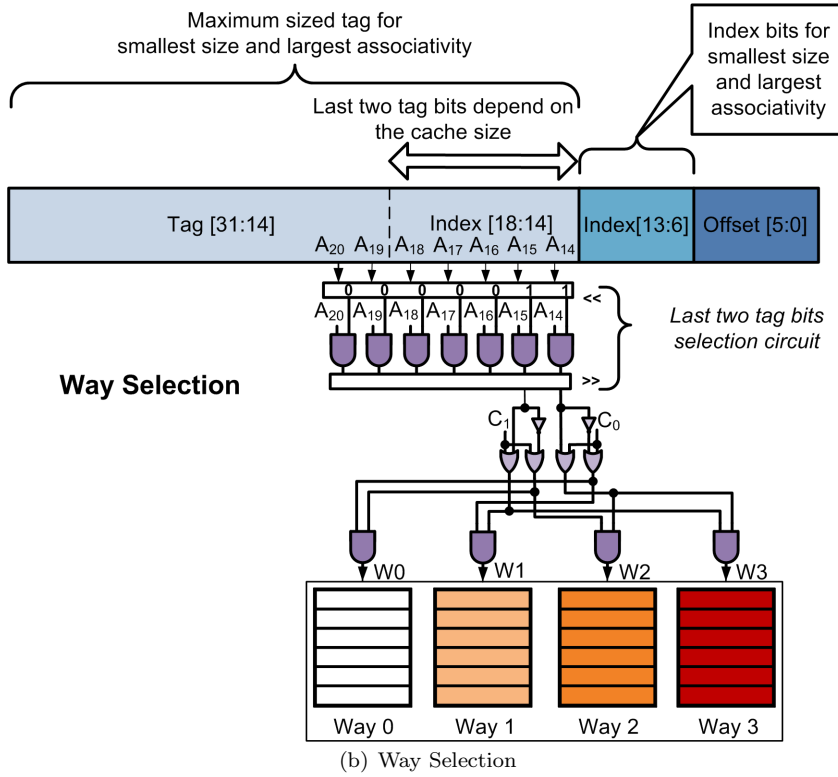 Maximum sized tag for
smallest size and largest associativity
Index bits for
smallest size
and largest
associativity
Last two tag bits depend on
the cache size
Tag [31:14]
Index [18:14]
Index[13:6]
Offset [5:0]
A20 A19 A18 A17 A16 A15 A14
0 0 0 0 0 1 1
<<
A20 A19 A18 A17 A16 A15 A14
Last two tag bits
selection circuit
>>
Way Selection
C1 C0
W0 W1 W2 W3
Way 0 Way 1 Way 2 Way 3
(b) Way Selection